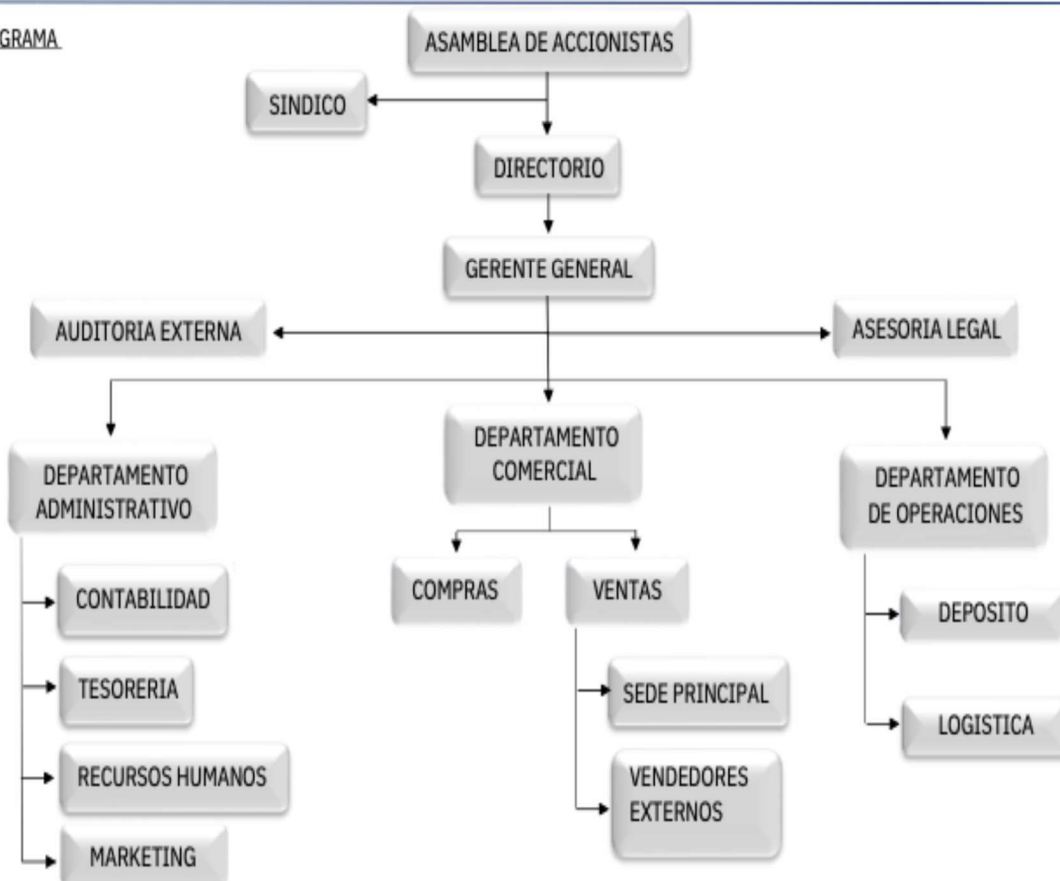 GRAMA
ASAMBLEA DE ACCIONISTAS
SINDICO
DIRECTORIO
GERENTE GENERAL
AUDITORIA EXTERNA
ASESORIA LEGAL
DEPARTAMENTO
ADMINISTRATIVO
CONTABILIDAD
TESORERIA
RECURSOS HUMANOS
MARKETING
DEPARTAMENTO
COMERCIAL
COMPRAS
VENTAS
SEDE PRINCIPAL
VENDEDORES
EXTERNOS
DEPARTAMENTO
DE OPERACIONES
DEPOSITO
LOGISTICA